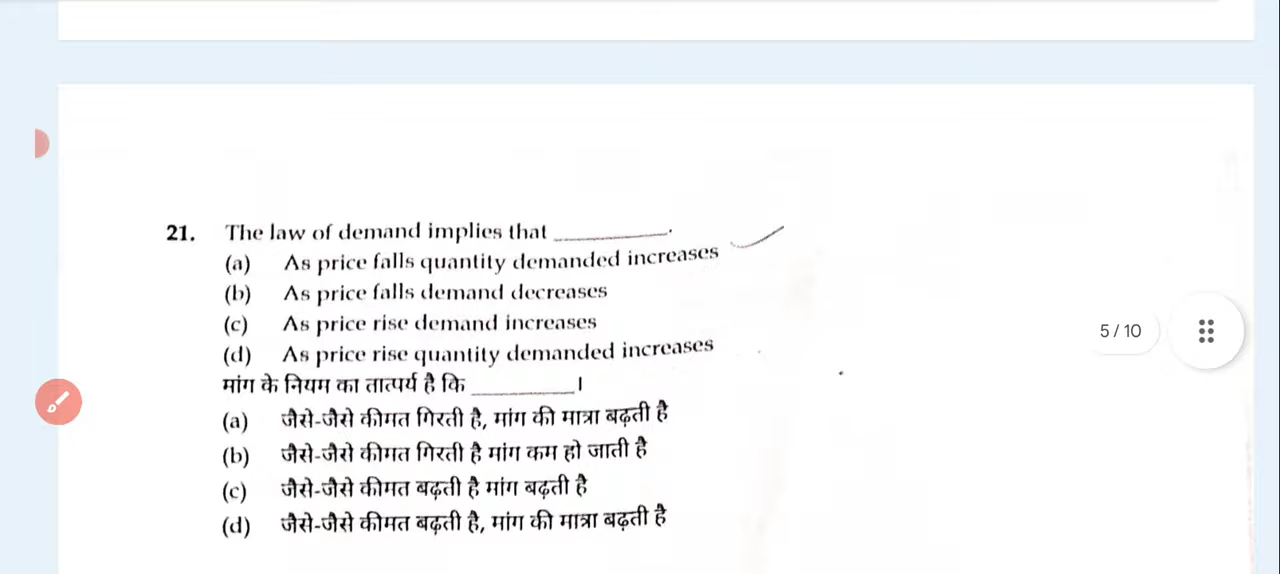 21. The law of demand implies that __________.
(a) As price falls quantity demanded increases
(b) As price falls demand decreases
(c) As price rise demand increases
(d) As price rise quantity demanded increases
मांग के नियम का तात्पर्य है कि _________।
(a) जैसे-जैसे कीमत गिरती है, मांग की मात्रा बढ़ती है
(b) जैसे-जैसे कीमत गिरती है मांग कम हो जाती है
(c) जैसे-जैसे कीमत बढ़ती है मांग बढ़ती है
(d) जैसे-जैसे कीमत बढ़ती है, मांग की मात्रा बढ़ती है
5 / 10